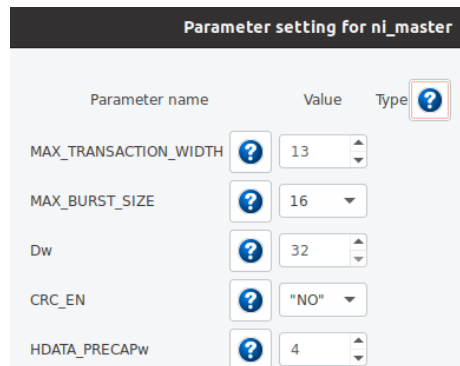 Parameter setting for ni_master
Parameter name Value Type ?
MAX_TRANSACTION_WIDTH ? 13
MAX_BURST_SIZE ? 16
Dw ? 32
CRC_EN ? "NO"
HDATA_PRECAPw ? 4